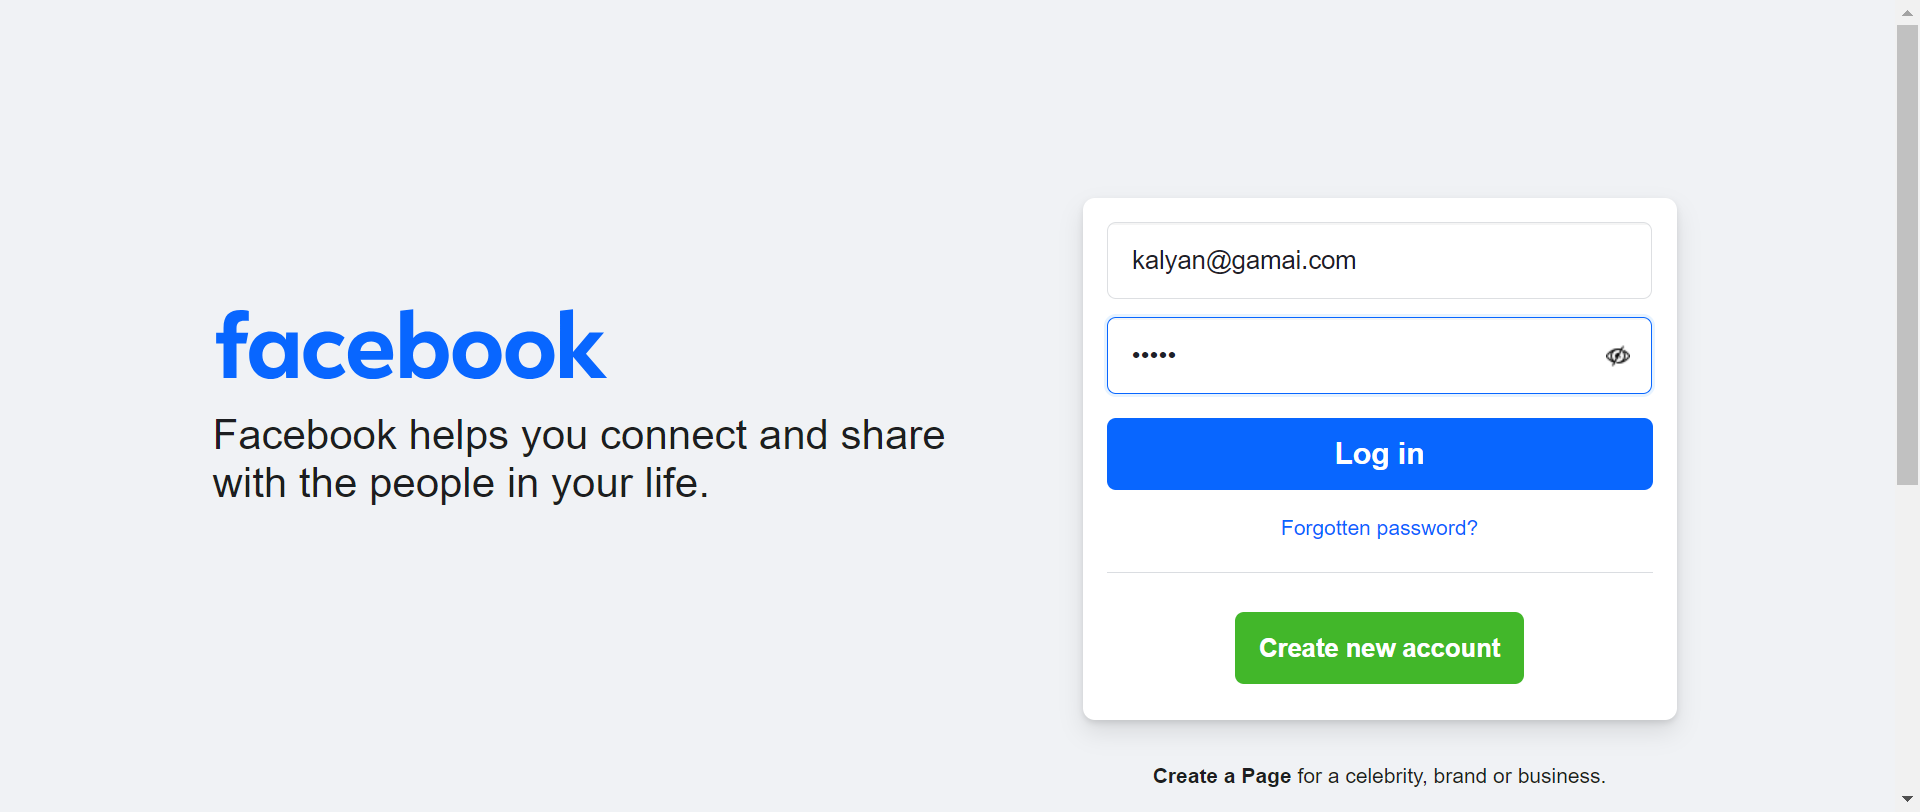 facebook
Facebook helps you connect and share
with the people in your life.
kalyan@gamai.com
•••••
Log in
Forgotten password?
Create new account
Create a Page for a celebrity, brand or business.